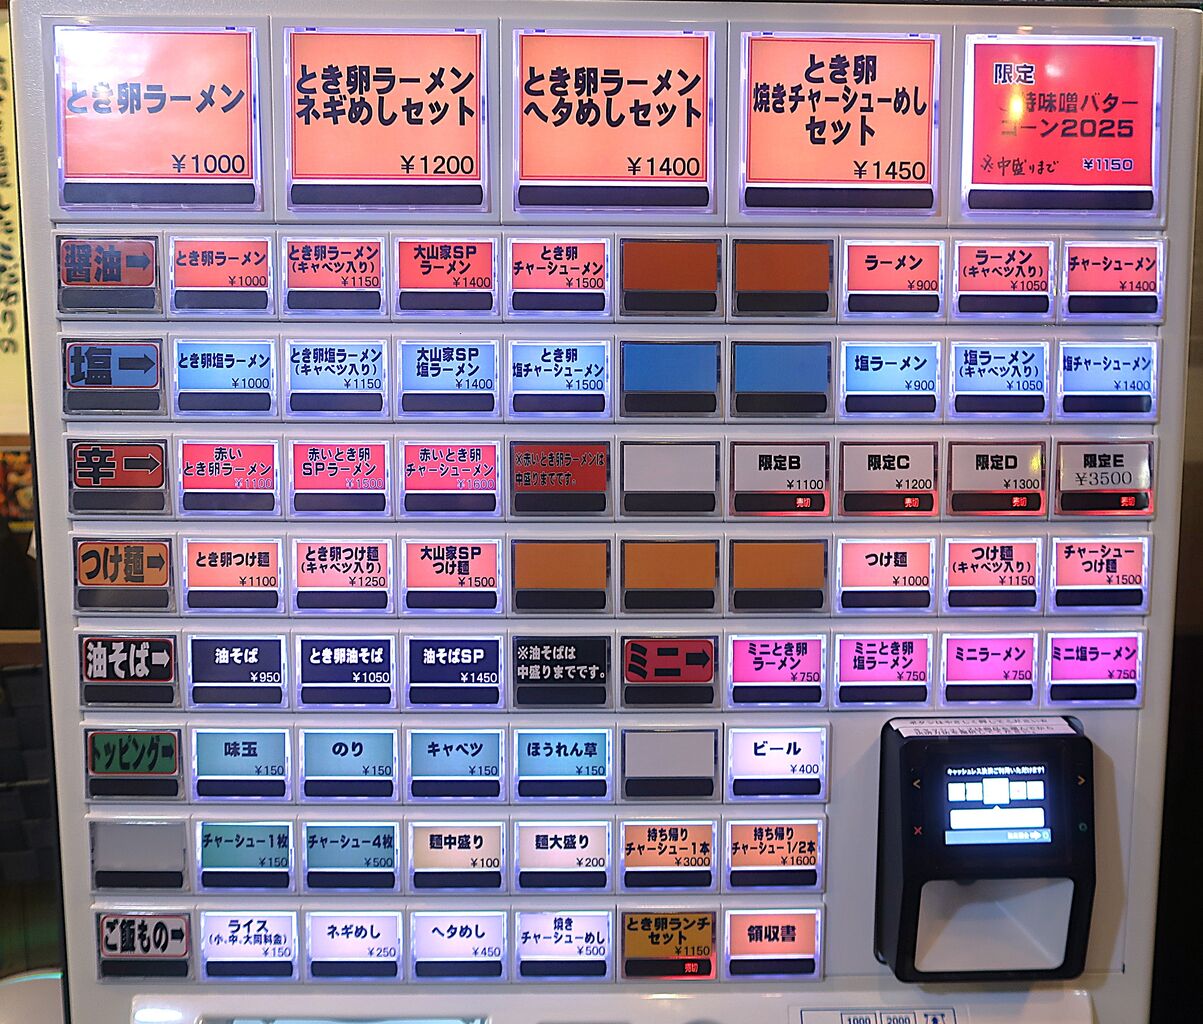 とき卵ラーメン
¥1000
とき卵ラーメン
ネギめしセット
¥1200
とき卵ラーメン
ヘタめしセット
¥1400
とき卵
焼きチャーシューめし
セット
¥1450
限定
特味噌バター
コーン2025
※中盛りまで ¥1150
醤油→
とき卵ラーメン
¥1000
とき卵ラーメン
(キャベツ入り)
¥1150
大山家SP
ラーメン
¥1400
とき卵
チャーシューメン
¥1500
ラーメン
¥900
ラーメン
(キャベツ入り)
¥1050
チャーシューメン
¥1400
塩→
とき卵塩ラーメン
¥1000
とき卵塩ラーメン
(キャベツ入り)
¥1150
大山家SP
塩ラーメン
¥1400
とき卵
塩チャーシューメン
¥1500
塩ラーメン
¥900
塩ラーメン
(キャベツ入り)
¥1050
塩チャーシューメン
¥1400
辛→
赤い
とき卵ラーメン
¥1100
赤いとき卵
SPラーメン
¥1500
赤いとき卵
チャーシューメン
¥1600
※赤いとき卵ラーメンは
中盛りまでです。
限定B
¥1100
売切
限定C
¥1200
売切
限定D
¥1300
売切
限定E
¥3500
売切
つけ麺→
とき卵つけ麺
¥1100
とき卵つけ麺
(キャベツ入り)
¥1250
大山家SP
つけ麺
¥1500
つけ麺
¥1000
つけ麺
(キャベツ入り)
¥1150
チャーシュー
つけ麺
¥1500
油そば→
油そば
¥950
とき卵油そば
¥1050
油そばSP
¥1450
※油そばは
中盛りまでです。
ミニ→
ミニとき卵
ラーメン
¥750
ミニとき卵
塩ラーメン
¥750
ミニラーメン
¥750
ミニ塩ラーメン
¥750
トッピング→
味玉
¥150
のり
¥150
キャベツ
¥150
ほうれん草
¥150
ビール
¥400
チャーシュー1枚
¥150
チャーシュー4枚
¥500
麺中盛り
¥100
麺大盛り
¥200
持ち帰り
チャーシュー1本
¥3000
持ち帰り
チャーシュー1/2本
¥1600
ご飯もの→
ライス
(小、中、大同料金)
¥150
ネギめし
¥250
ヘタめし
¥450
焼き
チャーシューめし
¥500
とき卵ランチ
セット
¥1150
売切
領収書
キャッシュレス決済ご利用いただけます!
1000 2000